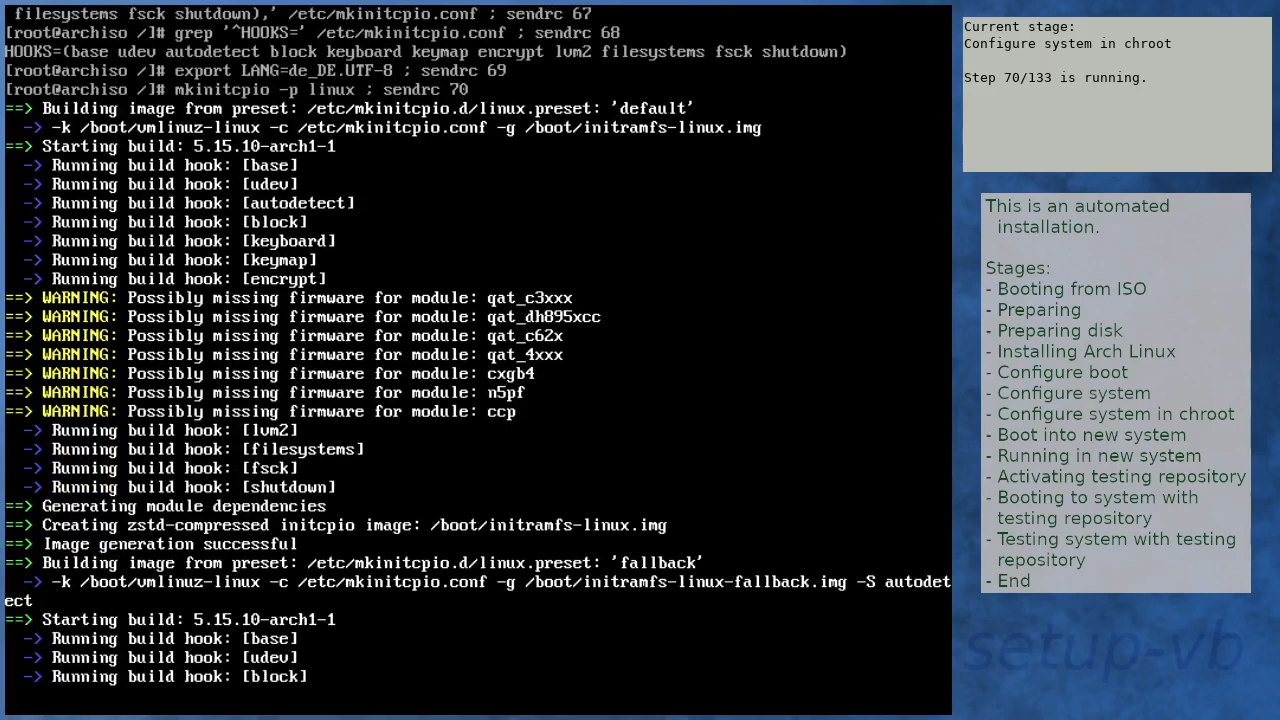 filesystems fsck shutdown),' /etc/mkinitcpio.conf ; sendrc 67
[root@archiso /]# grep '^HOOKS=' /etc/mkinitcpio.conf ; sendrc 68
HOOKS=(base udev autodetect block keyboard keymap encrypt lvm2 filesystems fsck shutdown)
[root@archiso /]# export LANG=de_DE.UTF-8 ; sendrc 69
[root@archiso /]# mkinitcpio -p linux ; sendrc 70
==> Building image from preset: /etc/mkinitcpio.d/linux.preset: 'default'
-> -k /boot/vmlinuz-linux -c /etc/mkinitcpio.conf -g /boot/initramfs-linux.img
==> Starting build: 5.15.10-arch1-1
-> Running build hook: [base]
-> Running build hook: [udev]
-> Running build hook: [autodetect]
-> Running build hook: [block]
-> Running build hook: [keyboard]
-> Running build hook: [keymap]
-> Running build hook: [encrypt]
==> WARNING: Possibly missing firmware for module: qat_c3xxx
==> WARNING: Possibly missing firmware for module: qat_dh895xcc
==> WARNING: Possibly missing firmware for module: qat_c62x
==> WARNING: Possibly missing firmware for module: qat_4xxx
==> WARNING: Possibly missing firmware for module: cxgb4
==> WARNING: Possibly missing firmware for module: n5pf
==> WARNING: Possibly missing firmware for module: ccp
-> Running build hook: [lvm2]
-> Running build hook: [filesystems]
-> Running build hook: [fsck]
-> Running build hook: [shutdown]
==> Generating module dependencies
==> Creating zstd-compressed initcpio image: /boot/initramfs-linux.img
==> Image generation successful
==> Building image from preset: /etc/mkinitcpio.d/linux.preset: 'fallback'
-> -k /boot/vmlinuz-linux -c /etc/mkinitcpio.conf -g /boot/initramfs-linux-fallback.img -S autodet
ect
==> Starting build: 5.15.10-arch1-1
-> Running build hook: [base]
-> Running build hook: [udev]
-> Running build hook: [block]
Current stage:
Configure system in chroot
Step 70/133 is running.
This is an automated
installation.
Stages:
- Booting from ISO
- Preparing
- Preparing disk
- Installing Arch Linux
- Configure boot
- Configure system
- Configure system in chroot
- Boot into new system
- Running in new system
- Activating testing repository
- Booting to system with
testing repository
- Testing system with testing
repository
- End
setup-vb